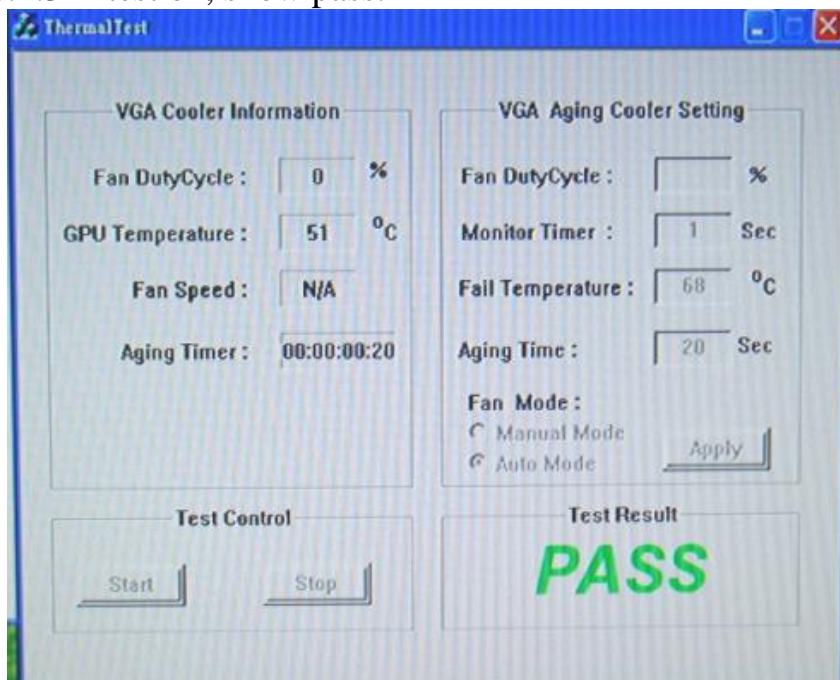 ThermalTest
VGA Cooler Information
Fan DutyCycle : 0 %
GPU Temperature : 51 °C
Fan Speed : N/A
Aging Timer : 00:00:00:20
VGA Aging Cooler Setting
Fan DutyCycle : %
Monitor Timer : 1 Sec
Fail Temperature : 68 °C
Aging Time : 20 Sec
Fan Mode :
Manual Mode
Auto Mode
Apply
Test Control
Start Stop
Test Result
PASS